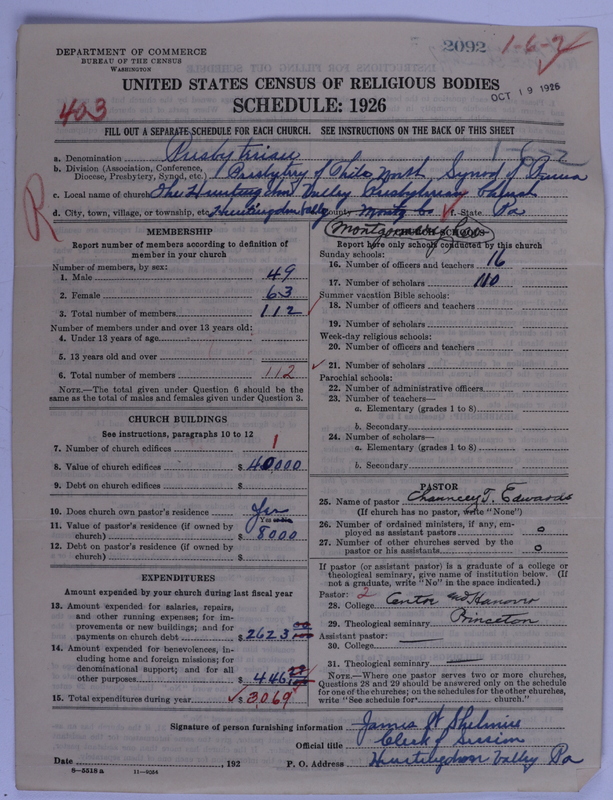 2092 1-6-2
DEPARTMENT OF COMMERCE
BUREAU OF THE CENSUS
WASHINGTON
UNITED STATES CENSUS OF RELIGIOUS BODIES
OCT 19 1926
SCHEDULE: 1926
403
FILL OUT A SEPARATE SCHEDULE FOR EACH CHURCH. SEE INSTRUCTIONS ON THE BACK OF THIS SHEET
a. Denomination Presbyterian
b. Division (Association, Conference, Diocese, Presbytery, Synod, etc.) Presbytery of Phila North, Synod of Penna
c. Local name of church The Huntingdon Valley Presbyterian Church
d. City, town, village, or township, etc. Huntingdon Valley County Montg Co. f. State Pa
R
Montgomery Co
MEMBERSHIP
Report number of members according to definition of member in your church
Number of members, by sex:
1. Male 49
2. Female 63
3. Total number of members 112
Number of members under and over 13 years old:
4. Under 13 years of age
5. 13 years old and over
6. Total number of members 112
NOTE.—The total given under Question 6 should be the same as the total of males and females given under Question 3.
CHURCH BUILDINGS
See instructions, paragraphs 10 to 12
7. Number of church edifices 1
8. Value of church edifices $ 40,000
9. Debt on church edifices $
10. Does church own pastor's residence Yes
11. Value of pastor's residence (if owned by church) $ 8000
12. Debt on pastor's residence (if owned by church) $
EXPENDITURES
Amount expended by your church during last fiscal year
13. Amount expended for salaries, repairs, and other running expenses; for improvements or new buildings; and for payments on church debt $ 2623
14. Amount expended for benevolences, including home and foreign missions; for denominational support; and for all other purposes $ 446
15. Total expenditures during year $ 3069
SCHOOLS
Report here only schools conducted by this church
Sunday schools:
16. Number of officers and teachers 16
17. Number of scholars 110
Summer vacation Bible schools:
18. Number of officers and teachers
19. Number of scholars
Week-day religious schools:
20. Number of officers and teachers
21. Number of scholars
Parochial schools:
22. Number of administrative officers
23. Number of teachers—
a. Elementary (grades 1 to 8)
b. Secondary
24. Number of scholars—
a. Elementary (grades 1 to 8)
b. Secondary
PASTOR
25. Name of pastor Chauncey T. Edwards
(If church has no pastor, write "None")
26. Number of ordained ministers, if any, employed as assistant pastors 0
27. Number of other churches served by the pastor or his assistants 0
If pastor (or assistant pastor) is a graduate of a college or theological seminary, give name of institution below. (If not a graduate, write "No" in the space indicated.)
Pastor: 2
28. College Center and Hanover
29. Theological seminary Princeton
Assistant pastor:
30. College
31. Theological seminary
NOTE.—Where one pastor serves two or more churches, Questions 28 and 29 should be answered only on the schedule for one of the churches; on the schedules for the other churches, write "See schedule for church."
Signature of person furnishing information James W Shelmire
Official title Clerk of Session
Date , 192 P. O. Address Huntingdon Valley Pa
8—5518 a 11—9054